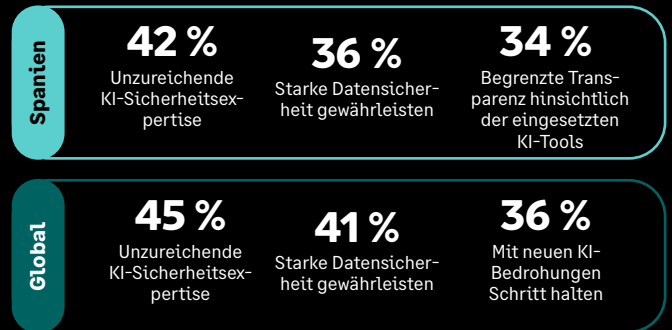 Spanien
42 %
Unzureichende
KI-Sicherheitsex-
pertise
36 %
Starke Datensicher-
heit gewährleisten
34 %
Begrenzte Trans-
parenz hinsichtlich
der eingesetzten
KI-Tools
Global
45 %
Unzureichende
KI-Sicherheitsex-
pertise
41 %
Starke Datensicher-
heit gewährleisten
36 %
Mit neuen KI-
Bedrohungen
Schritt halten